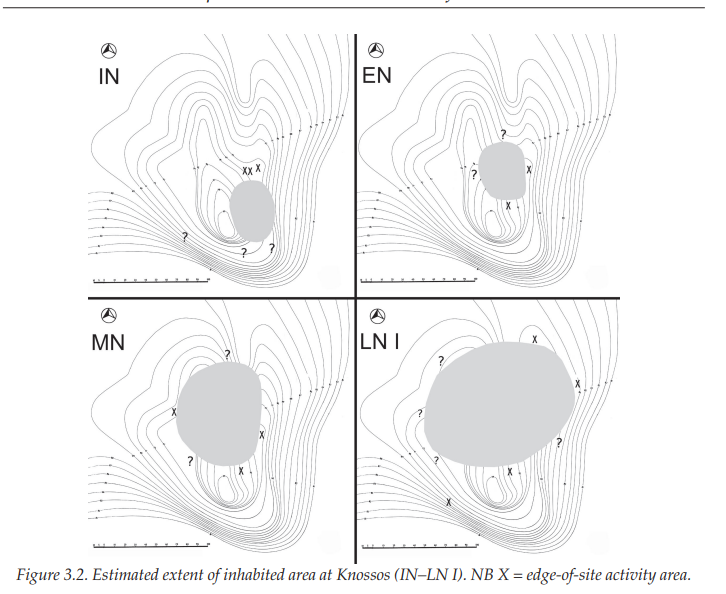 IN
XX X
?
?
?
EN
?
?
X
X
MN
?
X
X
?
X
LN I
X
?
X
?
?
?
X
X
Figure 3.2. Estimated extent of inhabited area at Knossos (IN–LN I). NB X = edge-of-site activity area.